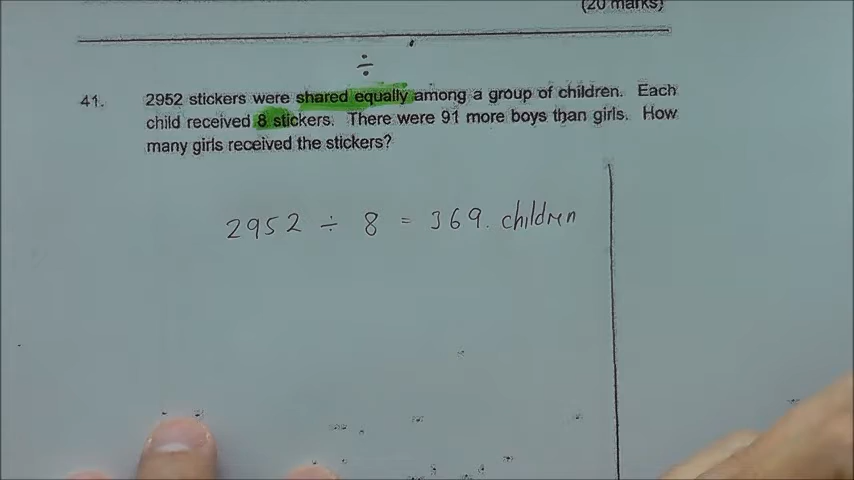 (20 marks)
÷
41. 2952 stickers were shared equally among a group of children. Each
child received 8 stickers. There were 91 more boys than girls. How
many girls received the stickers?
2952 ÷ 8 = 369. children